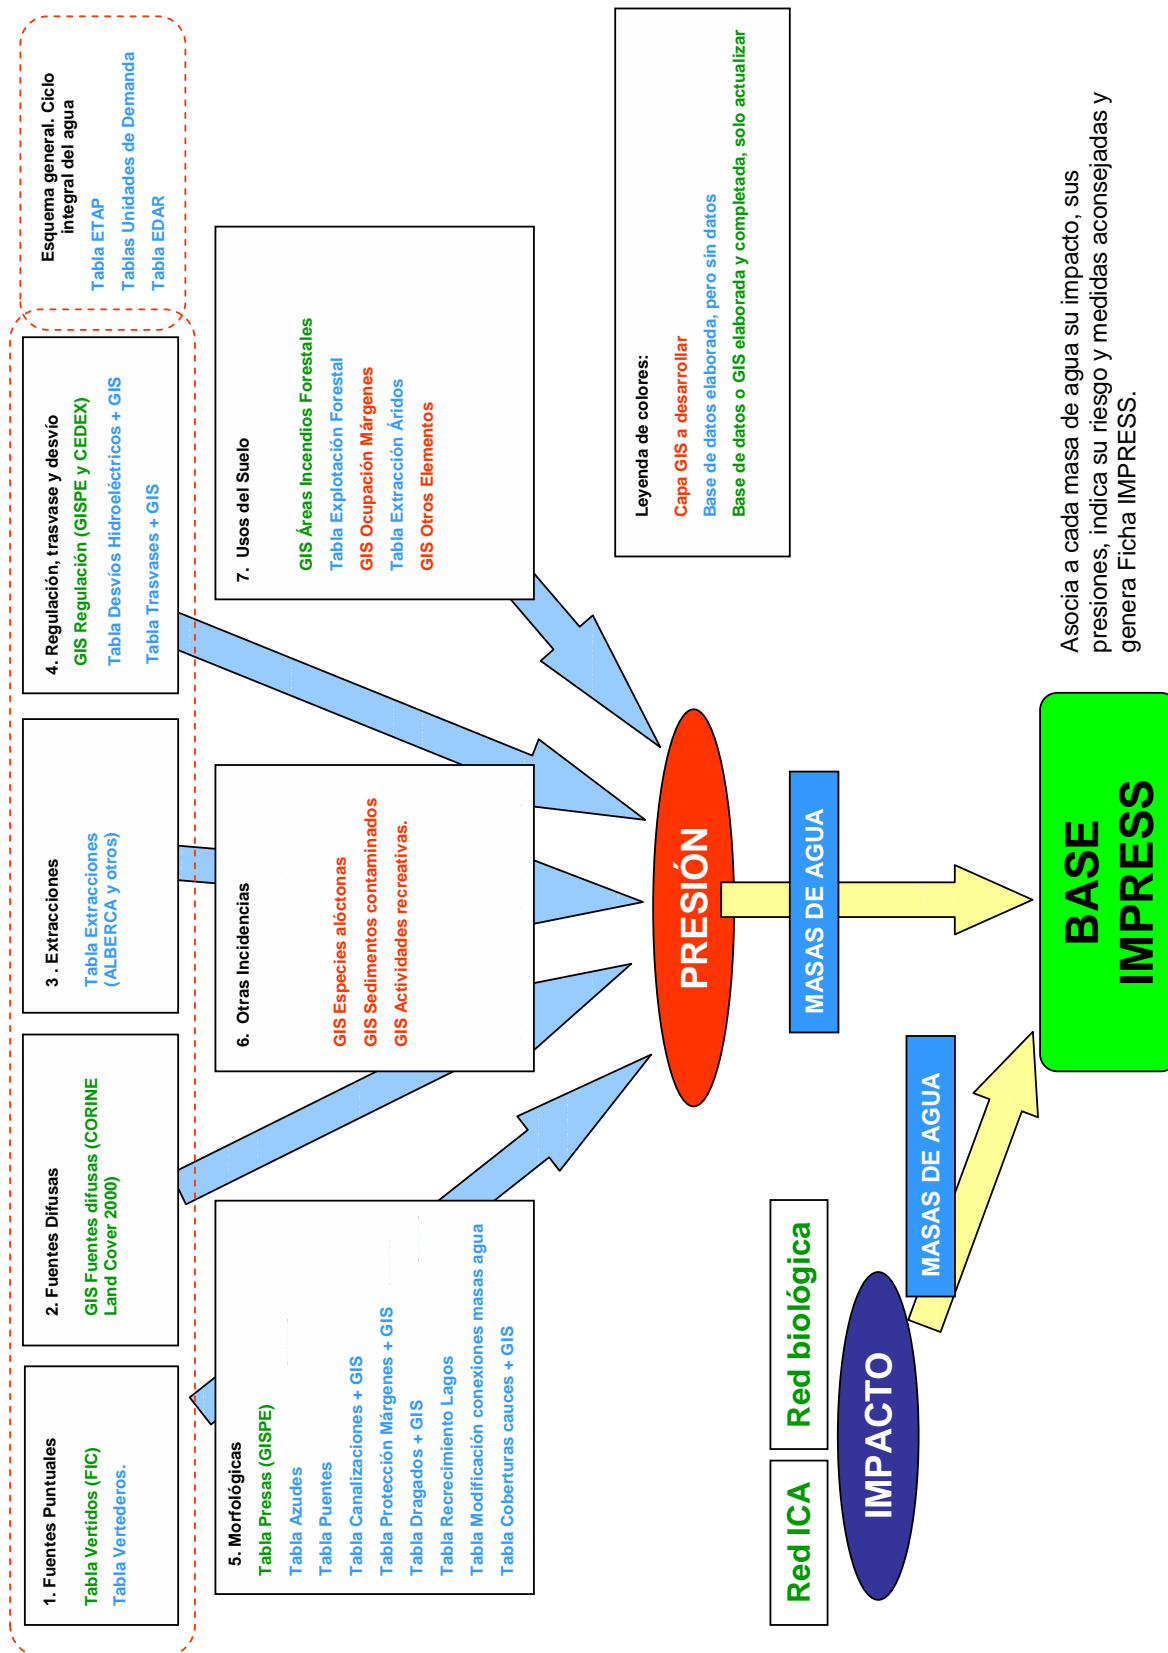 1. Fuentes Puntuales
Tabla Vertidos (FIC)
Tabla Vertederos.
2. Fuentes Difusas
GIS Fuentes difusas (CORINE
Land Cover 2000)
3 . Extracciones
Tabla Extracciones
(ALBERCA y otros)
4. Regulación, trasvase y desvío
GIS Regulación (GISPE y CEDEX)
Tabla Desvíos Hidroeléctricos + GIS
Tabla Trasvases + GIS
Esquema general. Ciclo
integral del agua
Tabla ETAP
Tablas Unidades de Demanda
Tabla EDAR
5. Morfológicas
Tabla Presas (GISPE)
Tabla Azudes
Tabla Puentes
Tabla Canalizaciones + GIS
Tabla Protección Márgenes + GIS
Tabla Dragados + GIS
Tabla Recrecimiento Lagos
Tabla Modificación conexiones masas agua
Tabla Coberturas cauces + GIS
6. Otras Incidencias
GIS Especies alóctonas
GIS Sedimentos contaminados
GIS Actividades recreativas.
7. Usos del Suelo
GIS Áreas Incendios Forestales
Tabla Explotación Forestal
GIS Ocupación Márgenes
Tabla Extracción Áridos
GIS Otros Elementos
Leyenda de colores:
Capa GIS a desarrollar
Base de datos elaborada, pero sin datos
Base de datos o GIS elaborada y completada, solo actualizar
PRESIÓN
Red ICA
Red biológica
IMPACTO
MASAS DE AGUA
MASAS DE AGUA
BASE
IMPRESS
Asocia a cada masa de agua su impacto, sus
presiones, indica su riesgo y medidas aconsejadas y
genera Ficha IMPRESS.